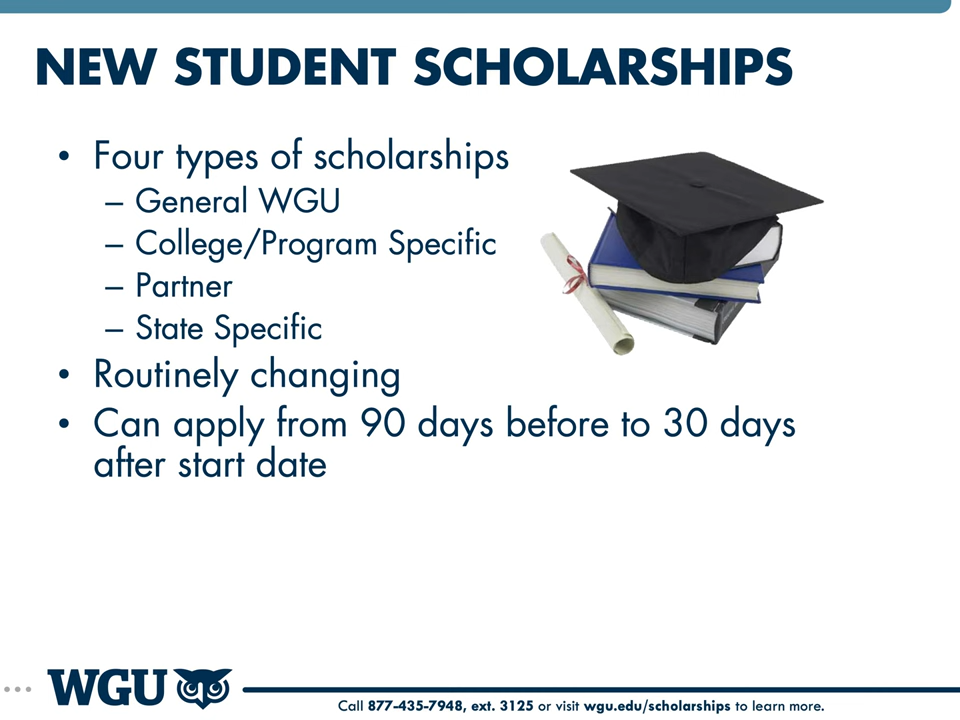 NEW STUDENT SCHOLARSHIPS
• Four types of scholarships
– General WGU
– College/Program Specific
– Partner
– State Specific
• Routinely changing
• Can apply from 90 days before to 30 days
after start date
WGU
Call 877-435-7948, ext. 3125 or visit wgu.edu/scholarships to learn more.